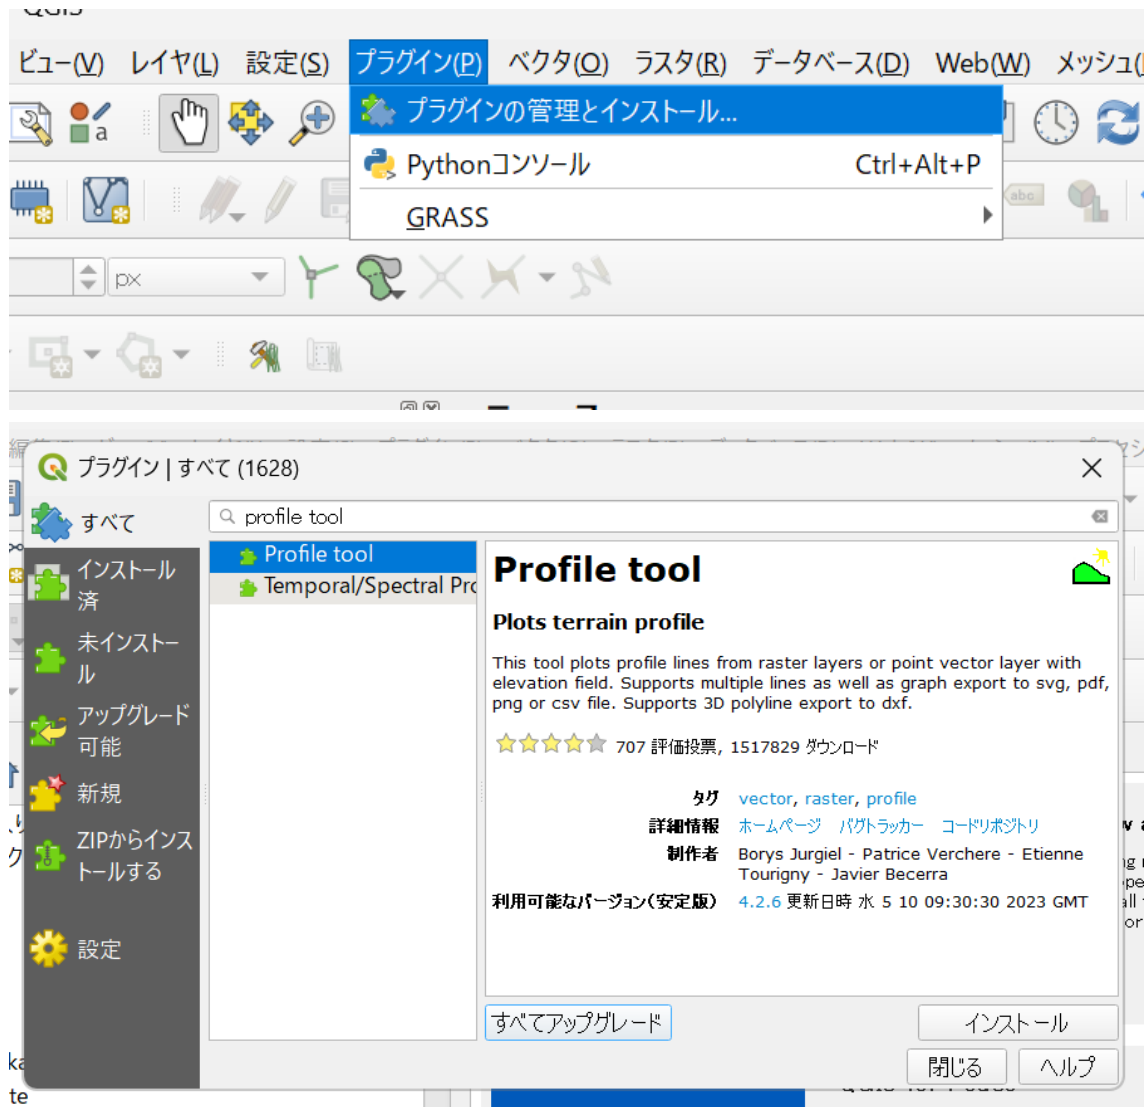 QGIS
ビュー(V) レイヤ(L) 設定(S) プラグイン(P) ベクタ(O) ラスタ(R) データベース(D) Web(W) メッシュ(
a
プラグインの管理とインストール...
Pythonコンソール Ctrl+Alt+P
GRASS
abc
px
プラグイン | すべて (1628)
すべて
profile tool
インストール
済
未インストー
ル
アップグレード
可能
新規
ZIPからインス
トールする
設定
Profile tool
Temporal/Spectral Pro
Profile tool
Plots terrain profile
This tool plots profile lines from raster layers or point vector layer with
elevation field. Supports multiple lines as well as graph export to svg, pdf,
png or csv file. Supports 3D polyline export to dxf.
707 評価投票, 1517829 ダウンロード
タグ vector, raster, profile
詳細情報 ホームページ バグトラッカー コードリポジトリ
制作者 Borys Jurgiel - Patrice Verchere - Etienne
Tourigny - Javier Becerra
利用可能なバージョン(安定版) 4.2.6 更新日時 水 5 10 09:30:30 2023 GMT
すべてアップグレード インストール
閉じる ヘルプ
te